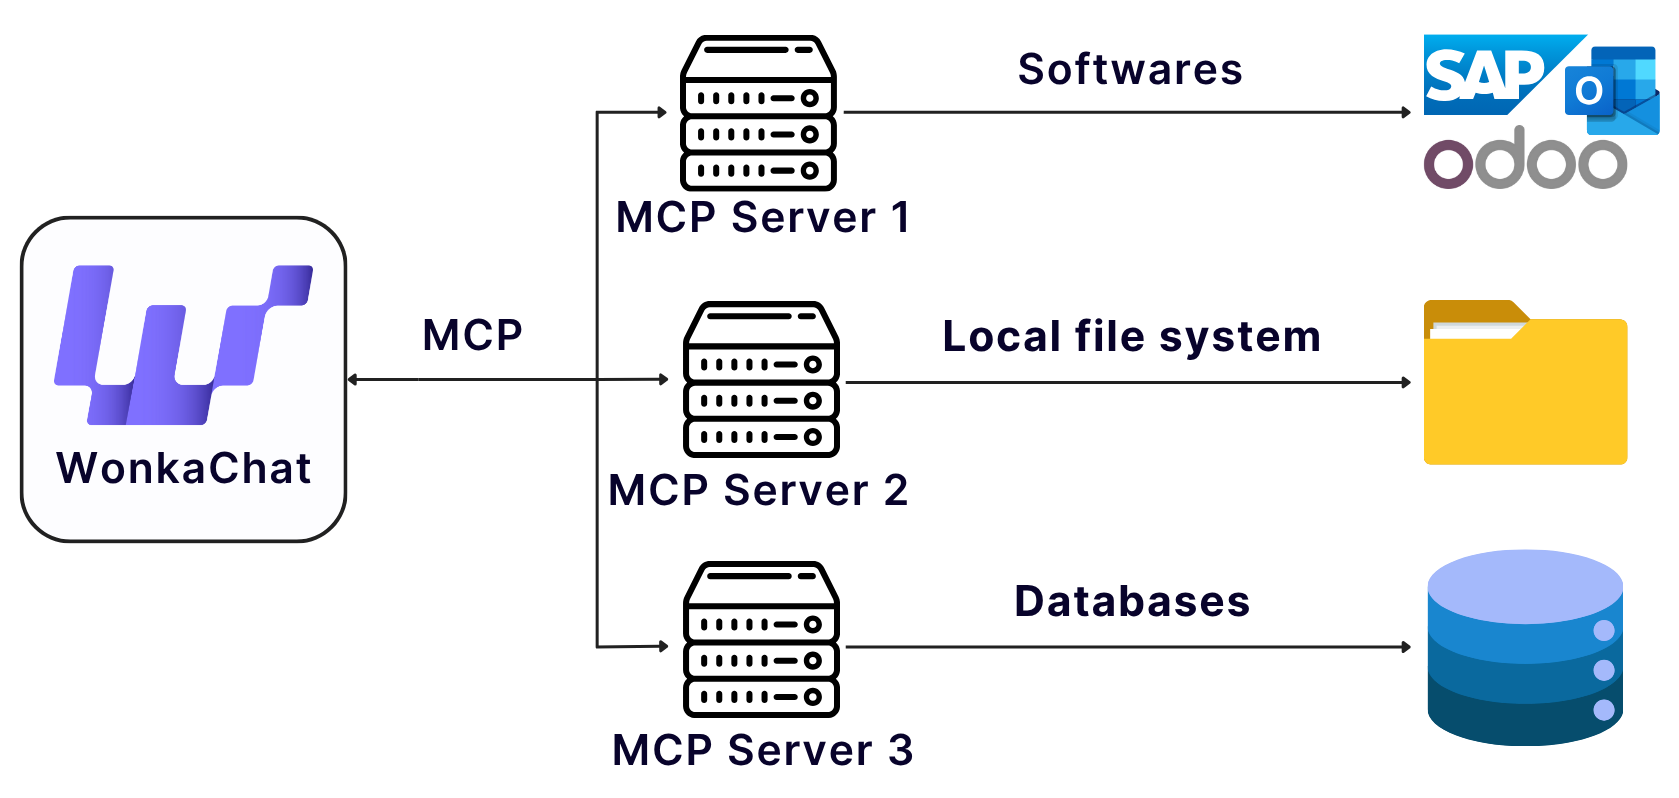 Softwares
SAP
O
odoo
MCP Server 1
MCP
Local file system
WonkaChat
MCP Server 2
Databases
MCP Server 3